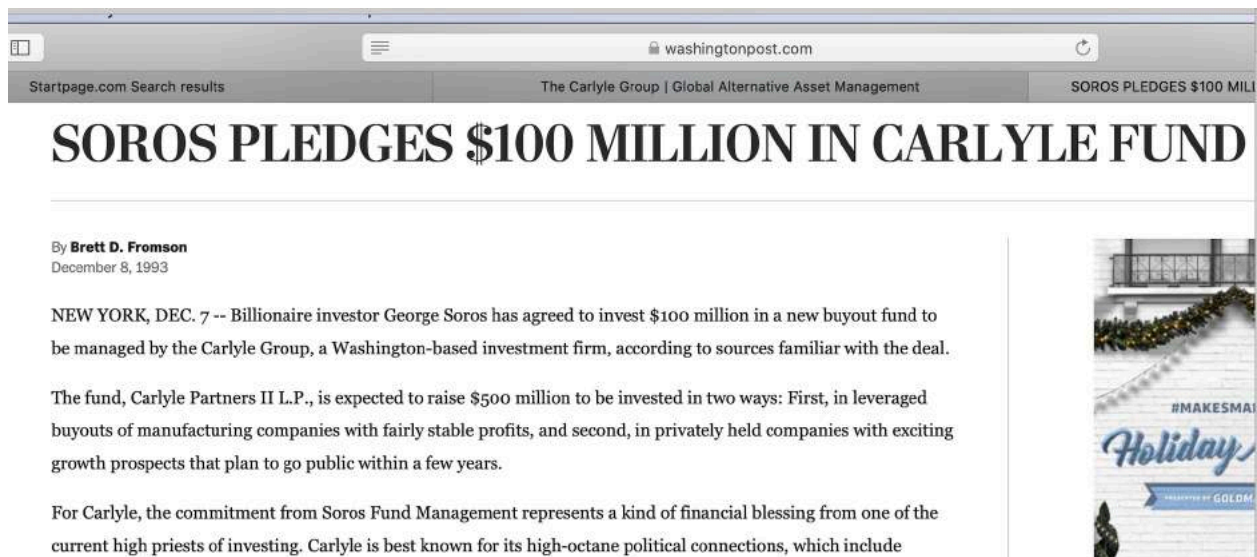 washingtonpost.com
Startpage.com Search results
The Carlyle Group | Global Alternative Asset Management
SOROS PLEDGES $100 MILL
SOROS PLEDGES $100 MILLION IN CARLYLE FUND
By Brett D. Fromson
December 8, 1993
NEW YORK, DEC. 7 -- Billionaire investor George Soros has agreed to invest $100 million in a new buyout fund to
be managed by the Carlyle Group, a Washington-based investment firm, according to sources familiar with the deal.
The fund, Carlyle Partners II L.P., is expected to raise $500 million to be invested in two ways: First, in leveraged
buyouts of manufacturing companies with fairly stable profits, and second, in privately held companies with exciting
growth prospects that plan to go public within a few years.
For Carlyle, the commitment from Soros Fund Management represents a kind of financial blessing from one of the
current high priests of investing. Carlyle is best known for its high-octane political connections, which include
#MAKESMA
Holiday
GOLDM